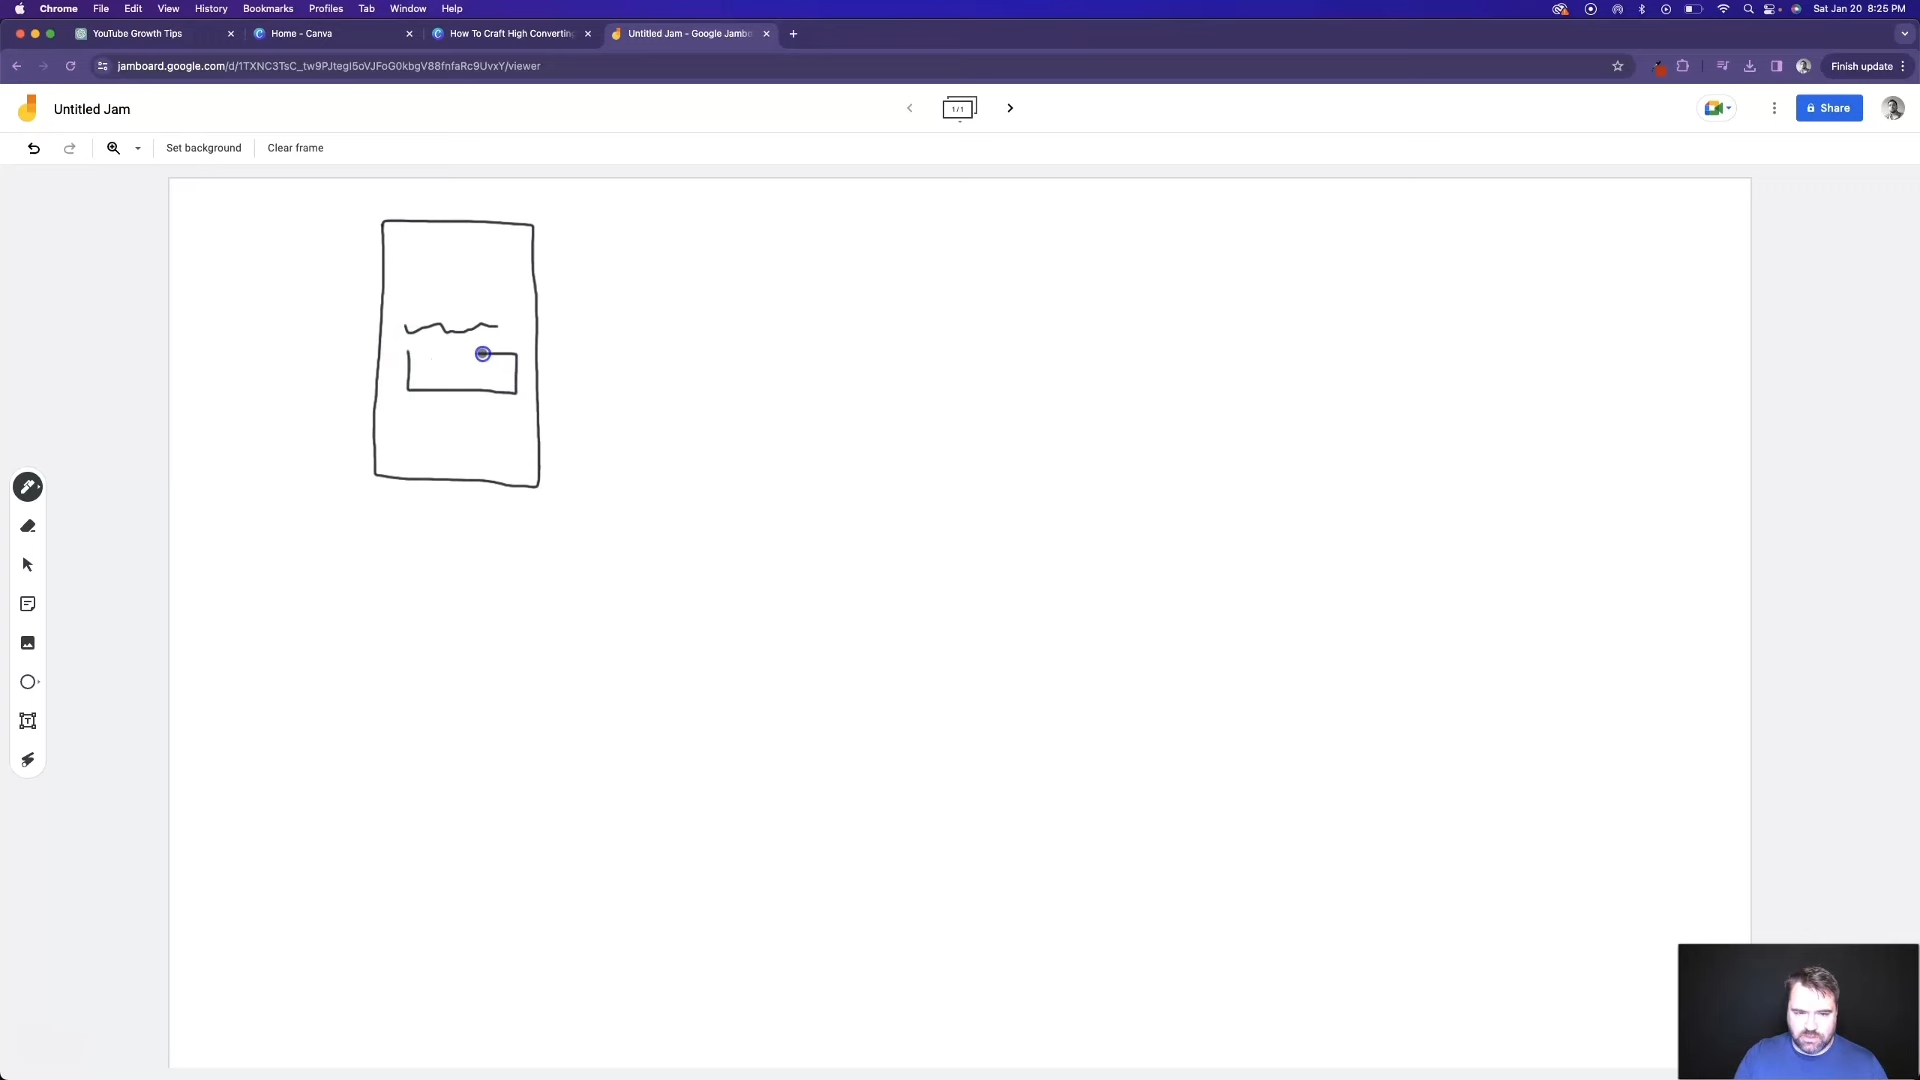 Chrome File Edit View History Bookmarks Profiles Tab Window Help Sat Jan 20 8:25 PM
YouTube Growth Tips Home - Canva How To Craft High Converting Untitled Jam - Google Jambo
jamboard.google.com/d/1TXNC3TsC_tw9PJtegI5oVJFoG0kbgV88fnfaRc9UvxY/viewer Finish update
Untitled Jam 1/1 Share
Set background Clear frame